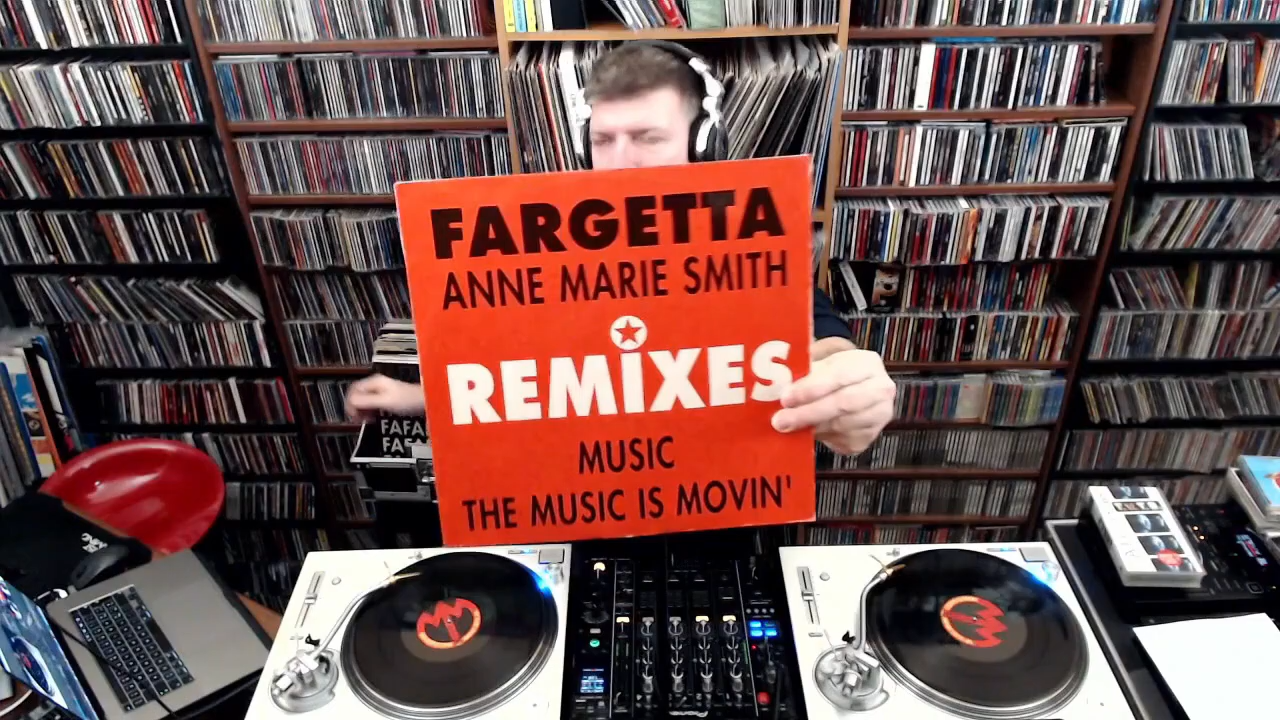 FARGETTA
ANNE MARIE SMITH
REMIXES
MUSIC
THE MUSIC IS MOVIN'